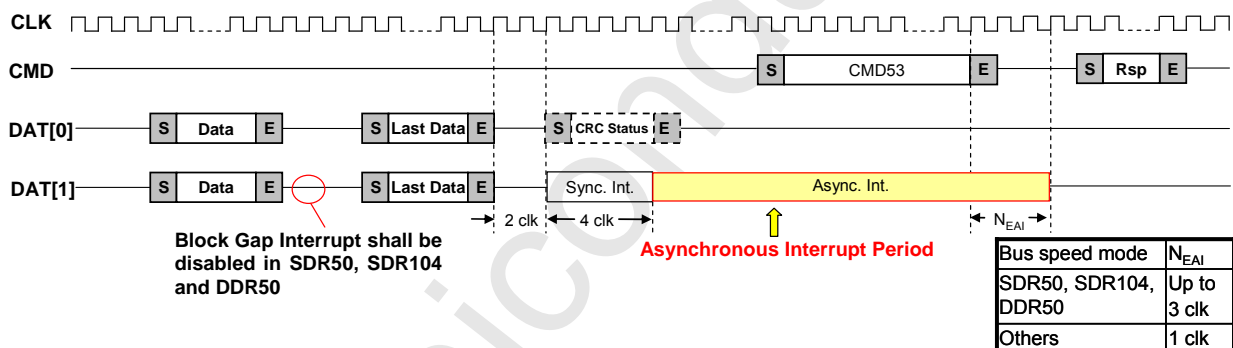 CLK
CMD S CMD53 E S Rsp E
DAT[0] S Data E S Last Data E S CRC Status E
DAT[1] S Data E S Last Data E Sync. Int. Async. Int.
2 clk 4 clk NEAI
Block Gap Interrupt shall be
disabled in SDR50, SDR104
and DDR50
Asynchronous Interrupt Period
Bus speed mode NEAI
SDR50, SDR104, Up to
DDR50 3 clk
Others 1 clk